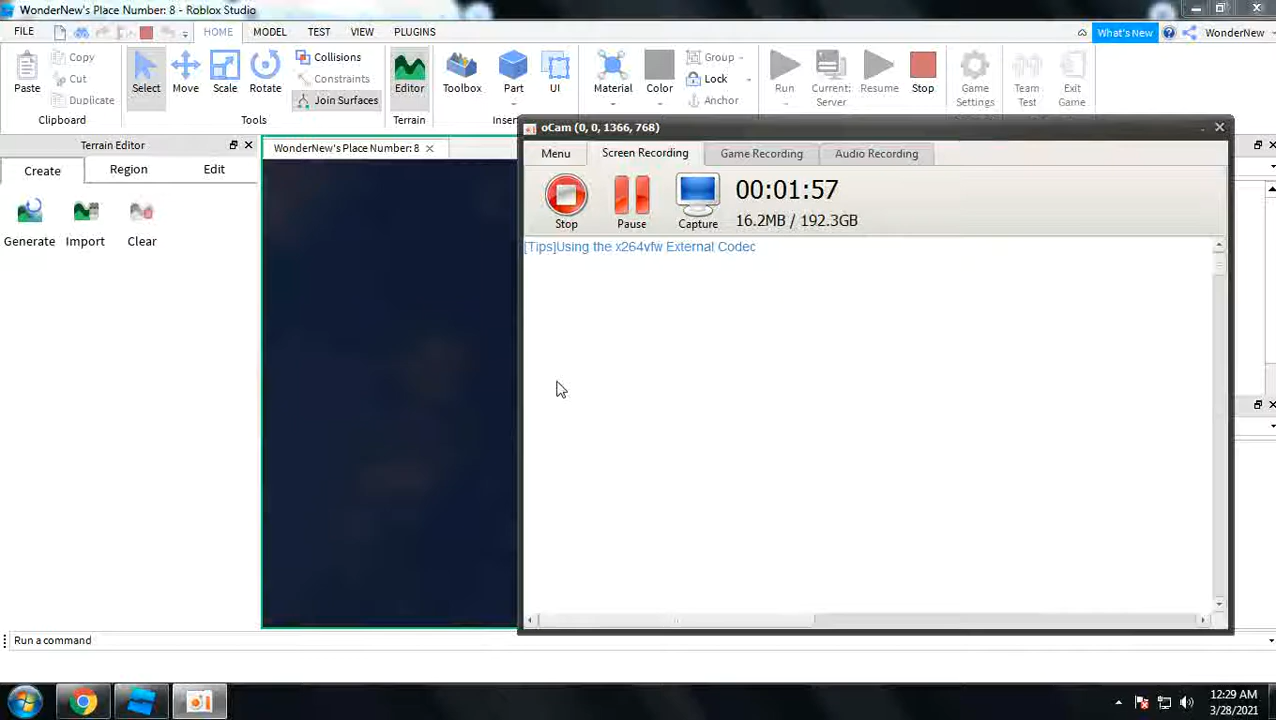 WonderNew's Place Number: 8 - Roblox Studio
FILE HOME MODEL TEST VIEW PLUGINS What's New WonderNew
Paste Copy Cut Duplicate Select Move Scale Rotate Collisions Constraints Join Surfaces Editor Toolbox Part UI Material Color Group Lock Anchor Run Current: Server Resume Stop Game Settings Team Test Exit Game
Clipboard Tools Terrain
oCam (0, 0, 1366, 768)
Terrain Editor
WonderNew's Place Number: 8
Menu Screen Recording Game Recording Audio Recording
Create Region Edit
00:01:57
16.2MB / 192.3GB
Stop Pause Capture
Generate Import Clear
[Tips]Using the x264vfw External Codec
Run a command
12:29 AM
3/28/2021